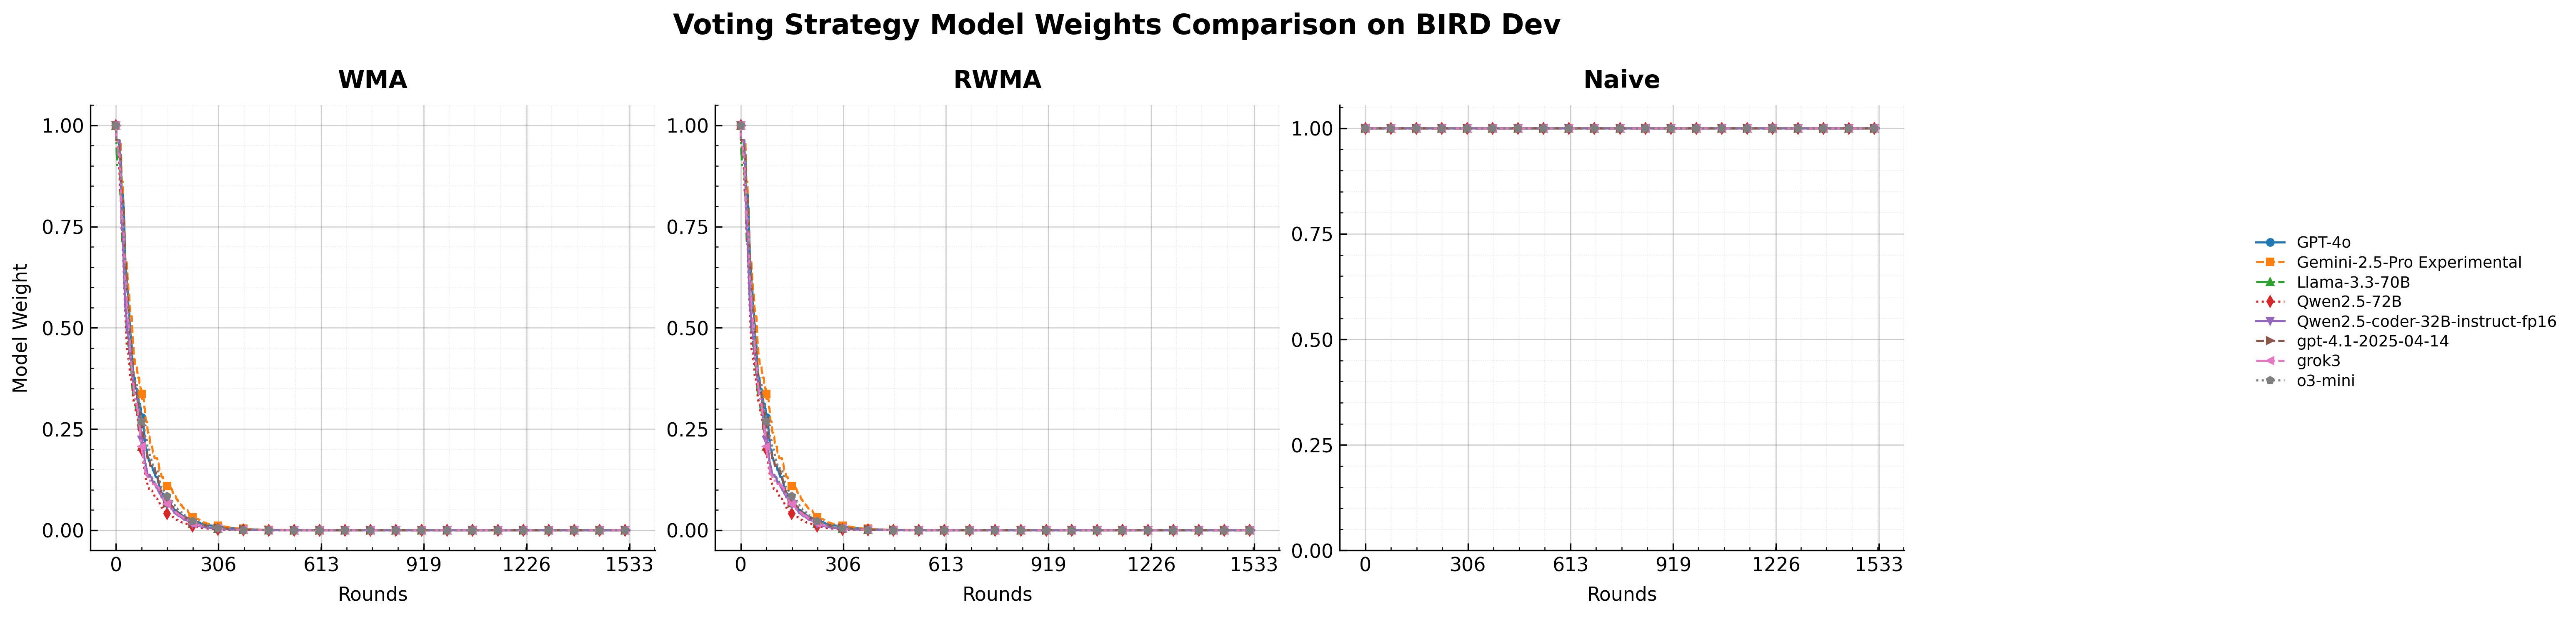 Voting Strategy Model Weights Comparison on BIRD Dev
WMA
RWMA
Naive
Model Weight
1.00
0.75
0.50
0.25
0.00
0 306 613 919 1226 1533
Rounds
1.00
0.75
0.50
0.25
0.00
0 306 613 919 1226 1533
Rounds
1.00
0.75
0.50
0.25
0.00
0 306 613 919 1226 1533
Rounds
GPT-4o
Gemini-2.5-Pro Experimental
Llama-3.3-70B
Qwen2.5-72B
Qwen2.5-coder-32B-instruct-fp16
gpt-4.1-2025-04-14
grok3
o3-mini